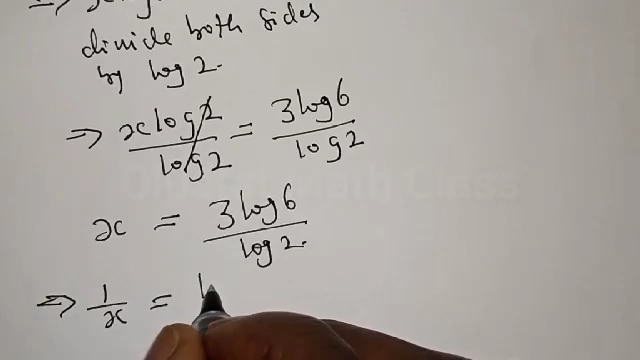 divide both sides
by log 2.
⇒ x log 2 / log 2 = 3 log 6 / log 2
x = 3 log 6 / log 2.
⇒ 1/x =